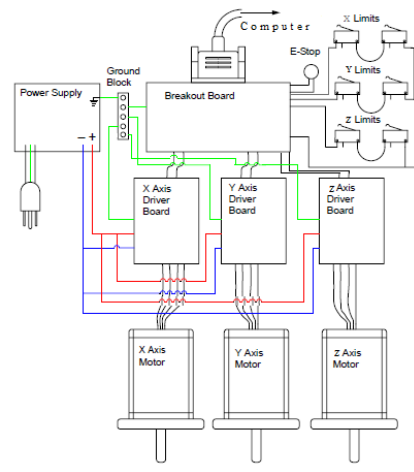 Computer
X Limits
E-Stop
Y Limits
Ground
Block
Power Supply
Breakout Board
Z Limits
− +
X Axis
Driver
Board
Y Axis
Driver
Board
Z Axis
Driver
Board
X Axis
Motor
Y Axis
Motor
Z Axis
Motor